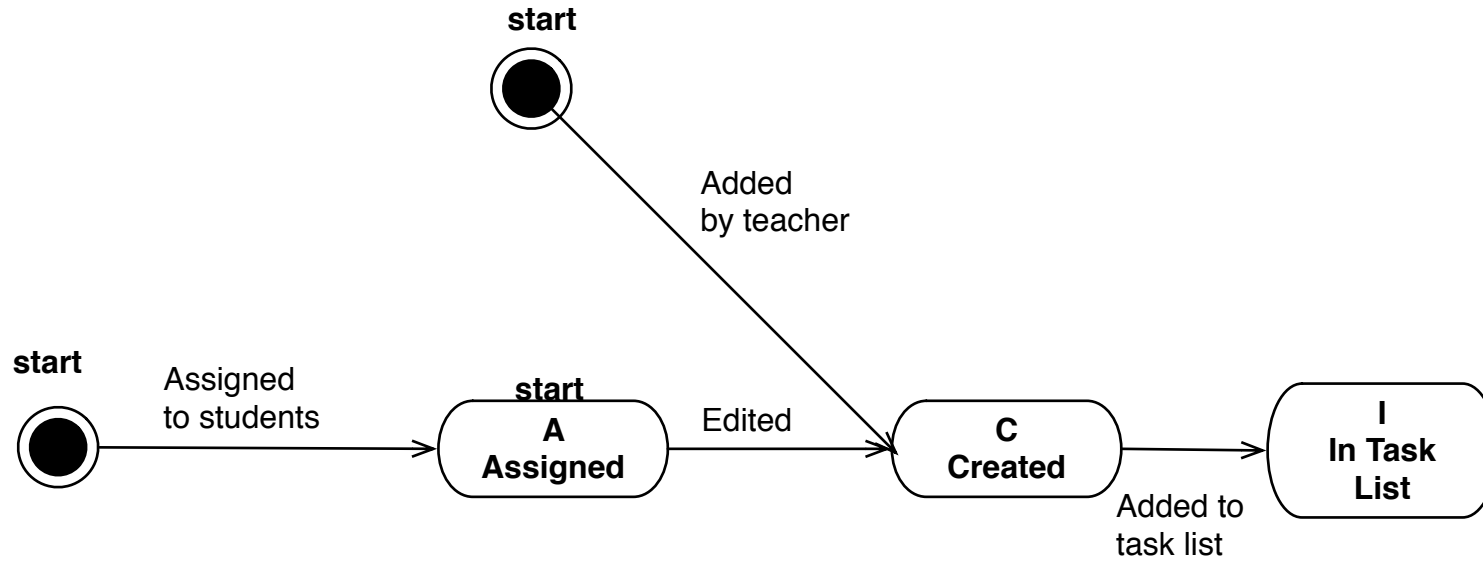 start
Added
by teacher
start
Assigned
to students
start
A
Assigned
Edited
C
Created
I
In Task
List
Added to
task list